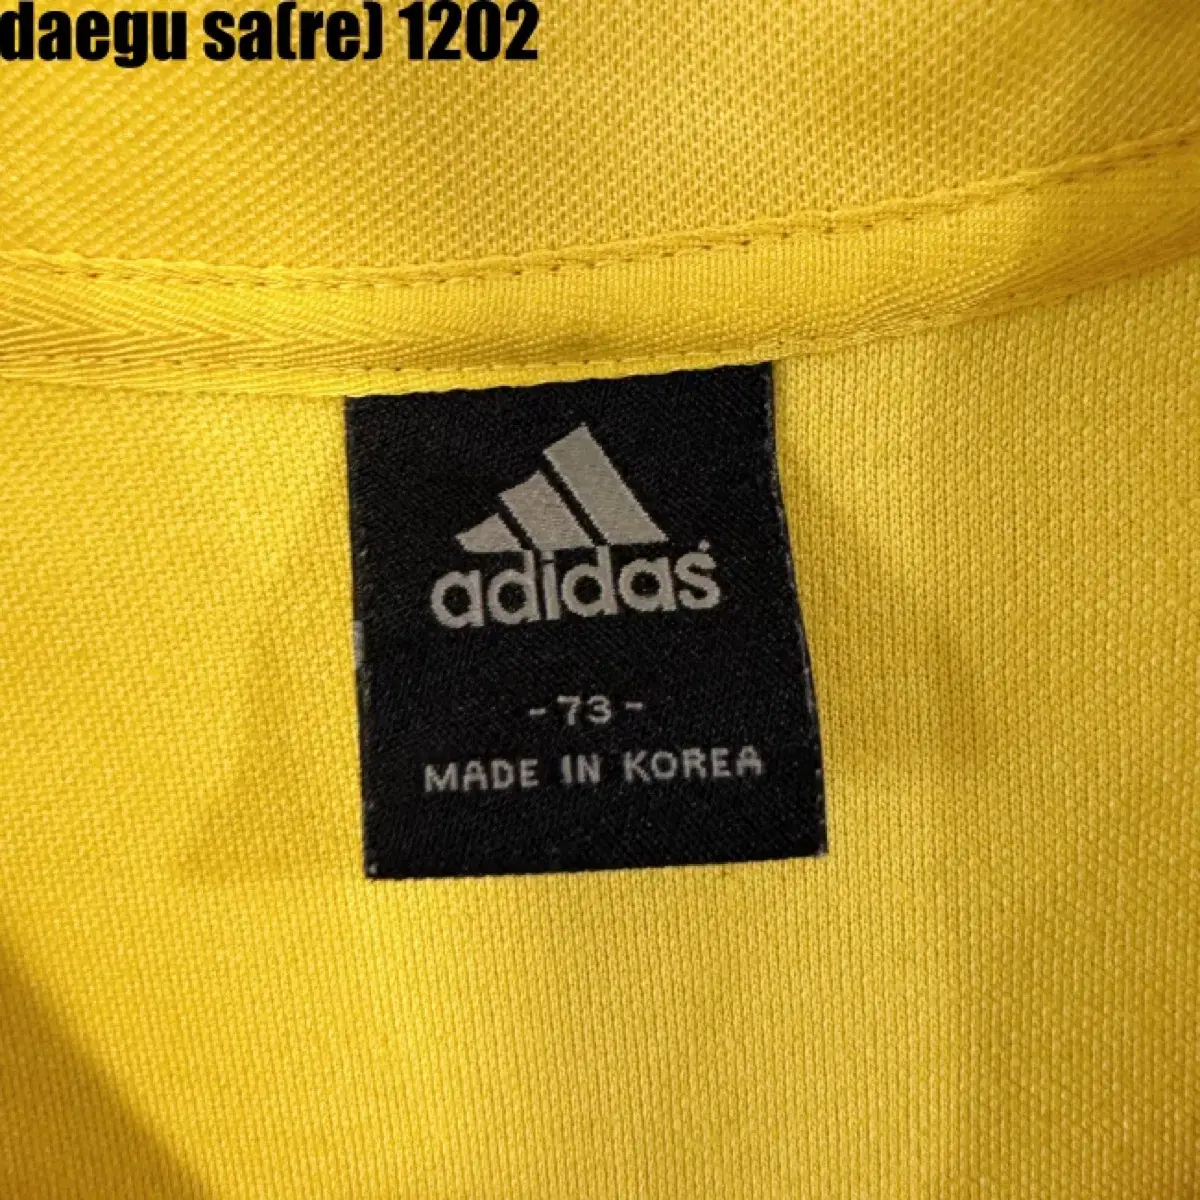 daegu sa(re) 1202
adidas
- 73 -
MADE IN KOREA